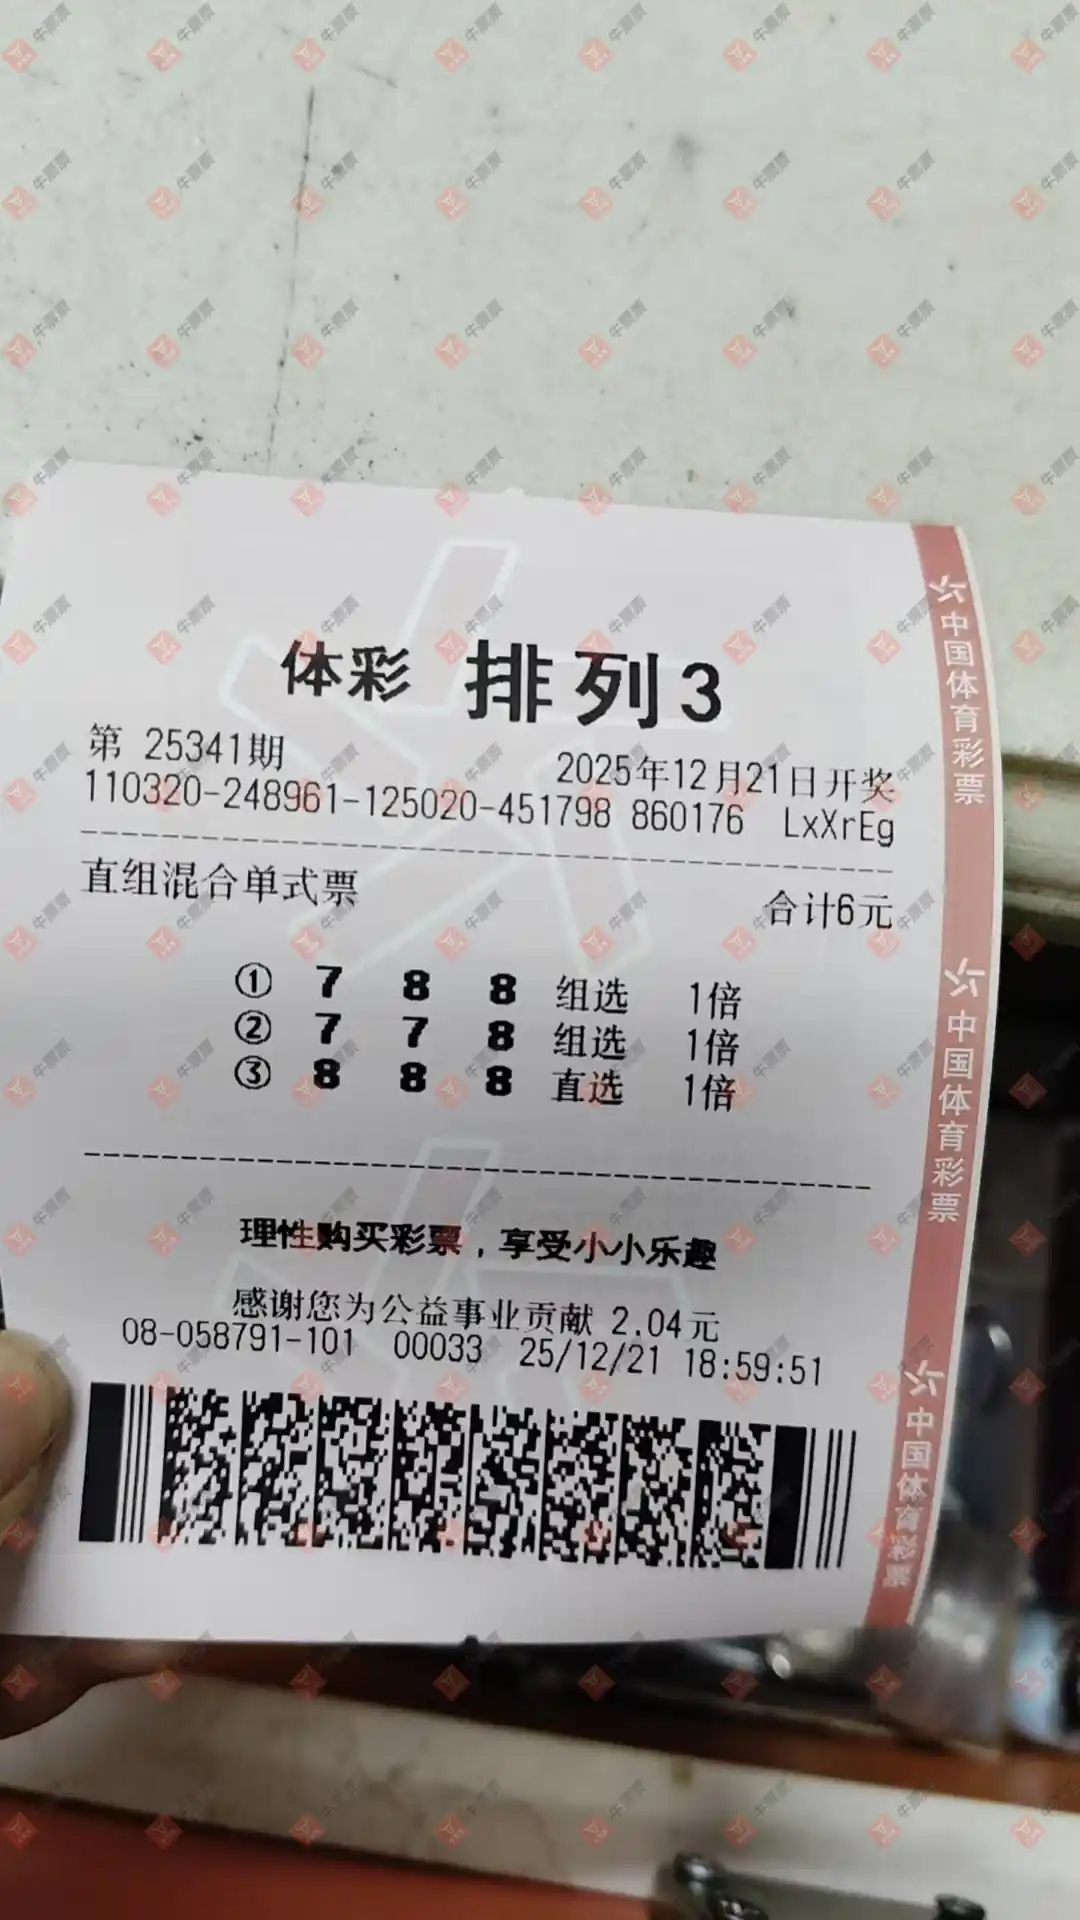 体彩 排列3
第 25341期 2025年12月21日开奖
110320-248961-125020-451798 860176 LxXrEg
直组混合单式票 合计6元
① 7 8 8 组选 1倍
② 7 7 8 组选 1倍
③ 8 8 8 直选 1倍
理性购买彩票，享受小小乐趣
感谢您为公益事业贡献 2.04元
08-058791-101 00033 25/12/21 18:59:51
中国体育彩票
中国体育彩票
中国体育彩票
牛票票